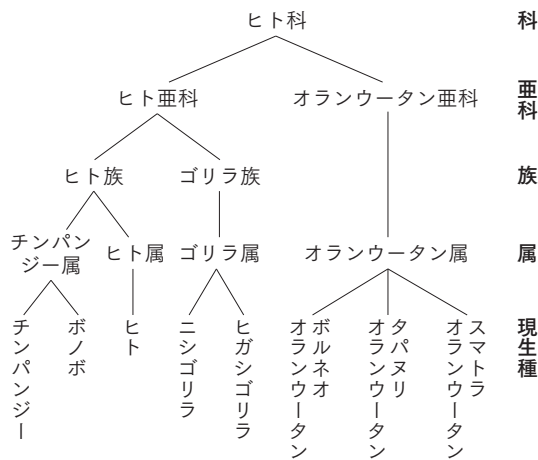 ヒト科
科
ヒト亜科
オランウータン亜科
亜科
ヒト族
ゴリラ族
族
チンパン
ジー属
ヒト属
ゴリラ属
オランウータン属
属
チンパンジー
ボノボ
ヒト
ニシゴリラ
ヒガシゴリラ
ボルネオ
オランウータン
タパヌリ
オランウータン
スマトラ
オランウータン
現生種